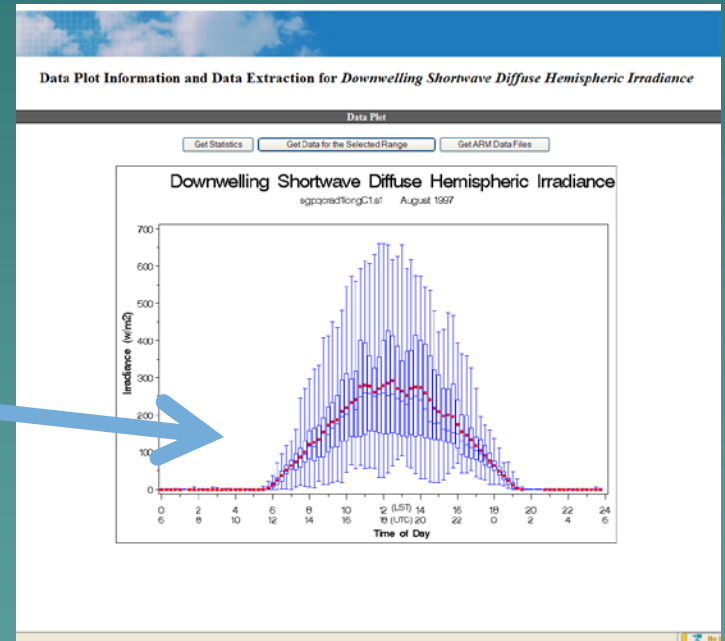 Data Plot Information and Data Extraction for Downwelling Shortwave Diffuse Hemispheric Irradiance
Data Plot
Get Statistics Get Data for the Selected Range Get ARM Data Files
Downwelling Shortwave Diffuse Hemispheric Irradiance
sgpqcrad1longC1.s1 August 1997
700
600
500
400
300
200
100
0
Irradiance (w/m2)
0 2 4 6 8 10 12 (LST) 14 16 18 20 22 24
6 8 10 12 14 16 18 (UTC) 20 22 0 2 4 6
Time of Day